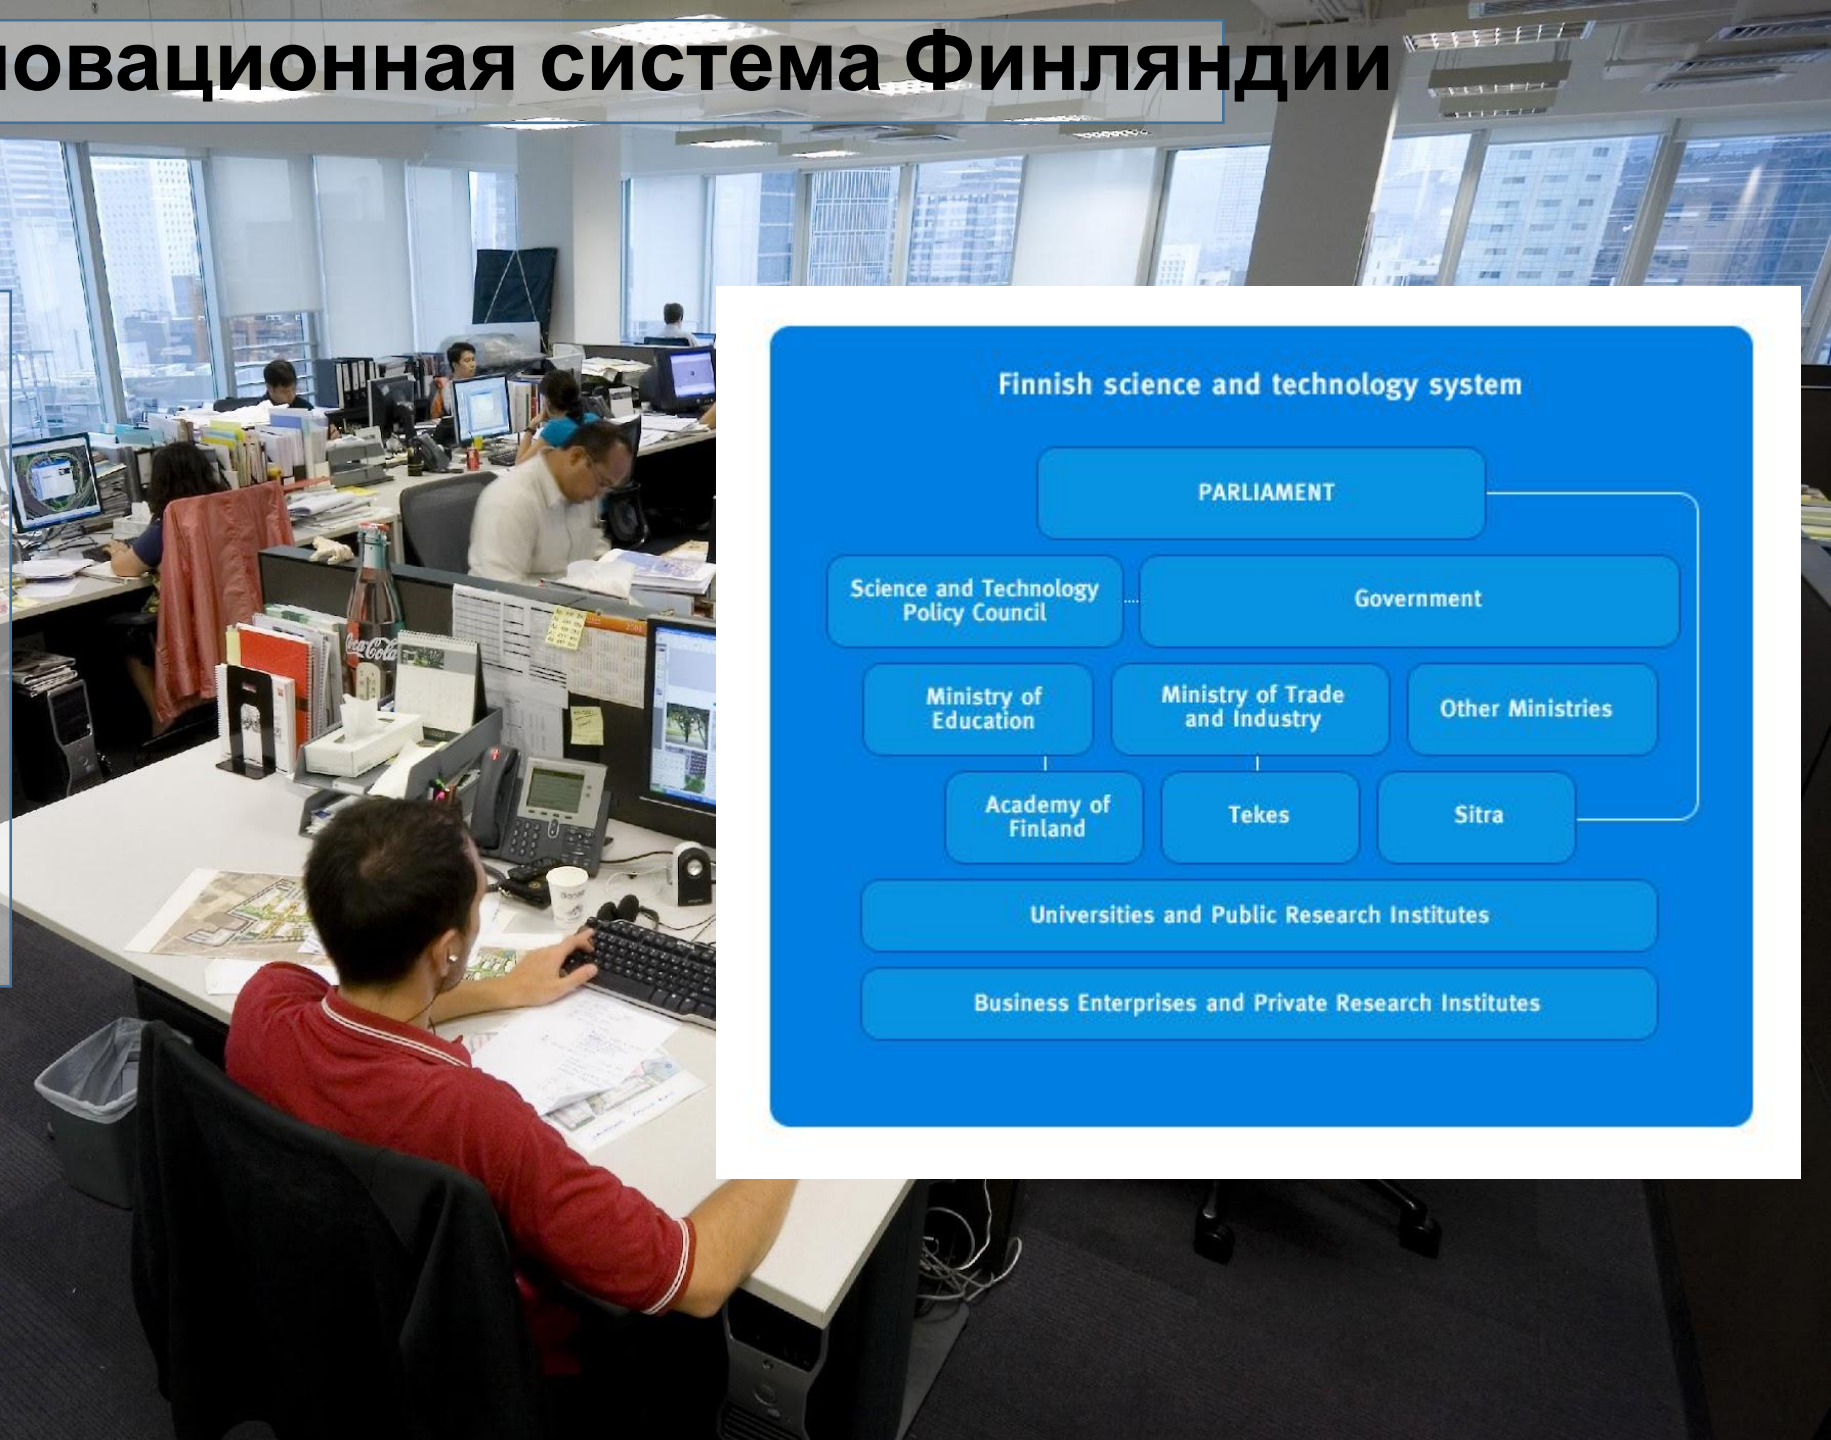 новационная система Финляндии
Finnish science and technology system
PARLIAMENT
Science and Technology
Policy Council
Government
Ministry of
Education
Ministry of Trade
and Industry
Other Ministries
Academy of
Finland
Tekes
Sitra
Universities and Public Research Institutes
Business Enterprises and Private Research Institutes
Coca-Cola